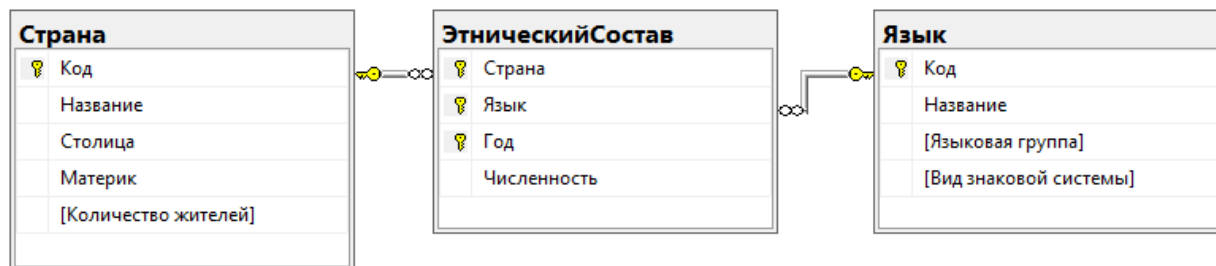 Страна
Код
Название
Столица
Материк
[Количество жителей]
ЭтническийСостав
Страна
Язык
Год
Численность
Язык
Код
Название
[Языковая группа]
[Вид знаковой системы]